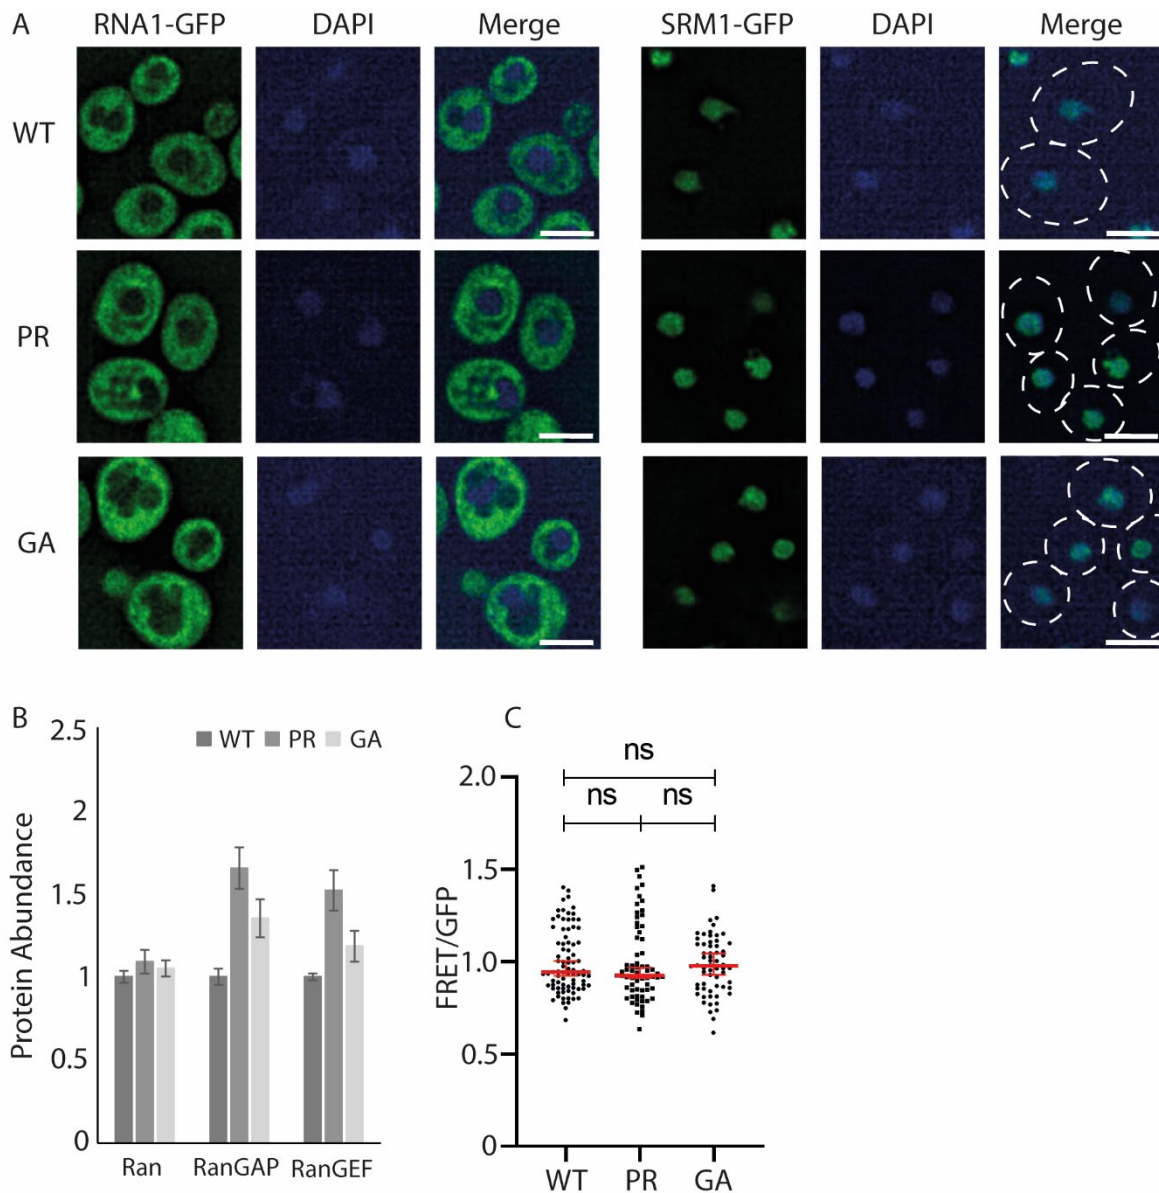 A RNA1-GFP DAPI Merge SRM1-GFP DAPI Merge
WT
PR
GA
B
2.5
2
1.5
1
0.5
0
Protein Abundance
WT PR GA
Ran RanGAP RanGEF
C
ns
ns ns
2.0
1.5
1.0
0.5
0
FRET/GFP
WT PR GA